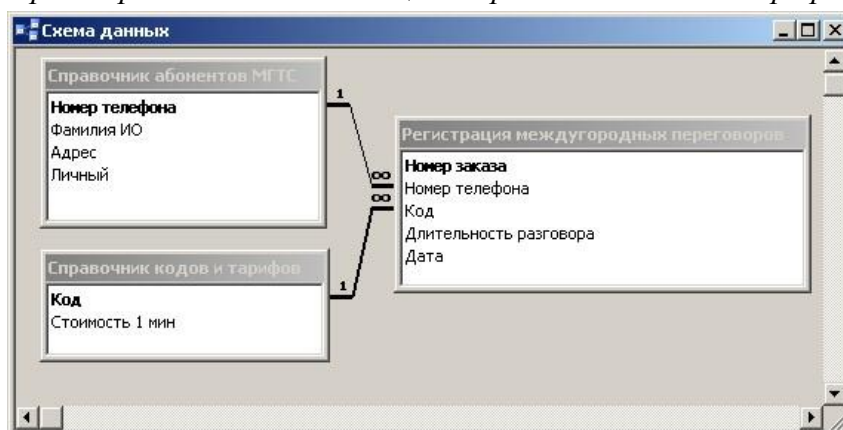 Схема данных
Справочник абонентов МГТС
Номер телефона
Фамилия ИО
Адрес
Личный
1
∞
∞
1
Регистрация междугородных переговоров
Номер заказа
Номер телефона
Код
Длительность разговора
Дата
Справочник кодов и тарифов
Код
Стоимость 1 мин